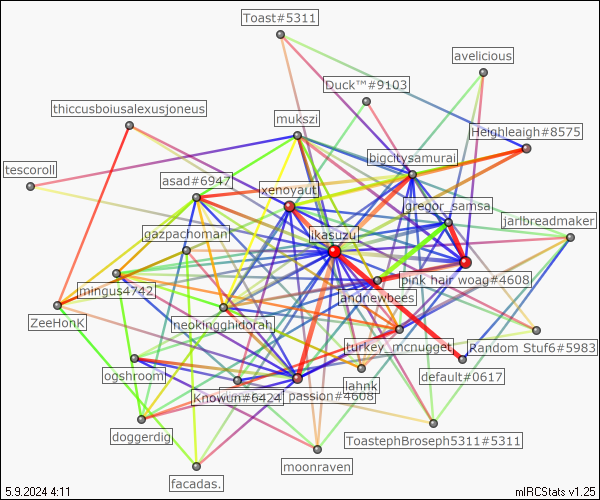 Toast#5311
avelicious
Duck™#9103
thiccusboiusalexusjoneus
mukszi
Heighleaigh#8575
bigcitysamurai
tescoroll
asad#6947
xenoyaut
gregor_samsa
jarlbreadmaker
gazpachoman
ikasuzu
mingus4742
pink hair woag#4608
andnewbees
ZeeHonK
neokingghidorah
turkey_mcnugget
Random Stuf6#5983
ogshroom
default#0617
lahnk
Knowun#6424
passion#4608
doggerdig
ToastephBroseph5311#5311
moonraven
facadas.
5.9.2024 4:11
mIRCStats v1.25